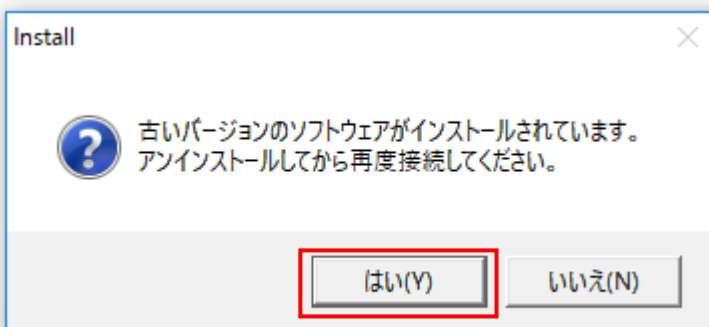 Install
古いバージョンのソフトウェアがインストールされています。
アンインストールしてから再度接続してください。
はい(Y)
いいえ(N)